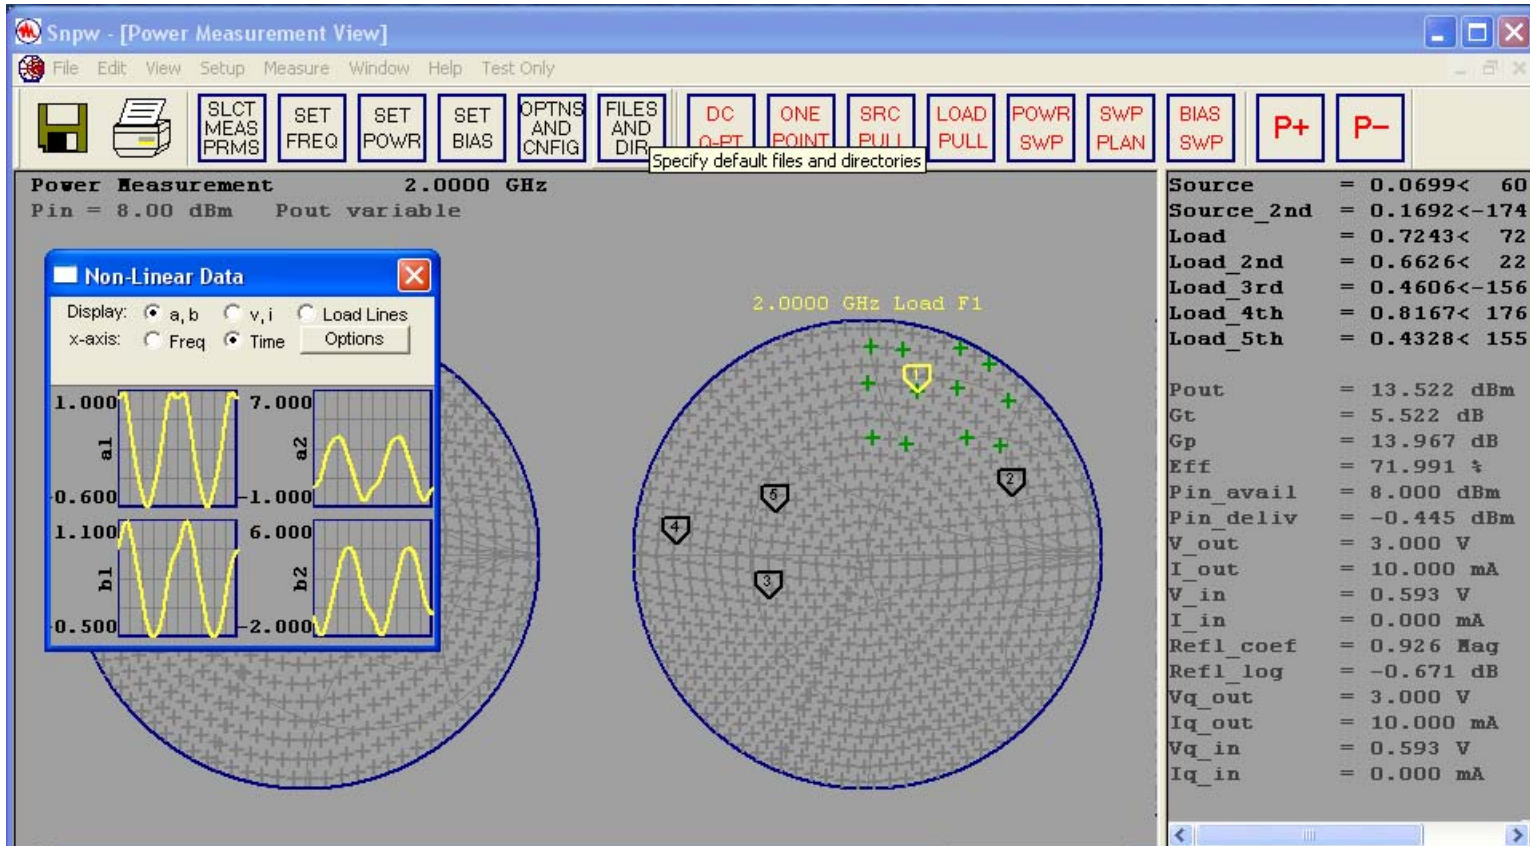 Snpw - [Power Measurement View]
File Edit View Setup Measure Window Help Test Only
SLCT MEAS PRMS
SET FREQ
SET POWR
SET BIAS
OPTNS AND CNFIG
FILES AND DIR
DC Q-PT
ONE POINT
SRC PULL
LOAD PULL
POWR SWP
SWP PLAN
BIAS SWP
P+
P-
Specify default files and directories
Power Measurement 2.0000 GHz
Pin = 8.00 dBm Pout variable
Non-Linear Data
Display: a,b v,i Load Lines
x-axis: Freq Time Options
1.000 7.000
a1 a2
-0.600 -1.000
1.100 6.000
b1 b2
-0.500 -2.000
2.0000 GHz Load F1
1
2
5
4
3
Source = 0.0699< 60
Source_2nd = 0.1692<-174
Load = 0.7243< 72
Load_2nd = 0.6626< 22
Load_3rd = 0.4606<-156
Load_4th = 0.8167< 176
Load_5th = 0.4328< 155
Pout = 13.522 dBm
Gt = 5.522 dB
Gp = 13.967 dB
Eff = 71.991 %
Pin_avail = 8.000 dBm
Pin_deliv = -0.445 dBm
V_out = 3.000 V
I_out = 10.000 mA
V_in = 0.593 V
I_in = 0.000 mA
Refl_coef = 0.926 Mag
Refl_log = -0.671 dB
Vq_out = 3.000 V
Iq_out = 10.000 mA
Vq_in = 0.593 V
Iq_in = 0.000 mA